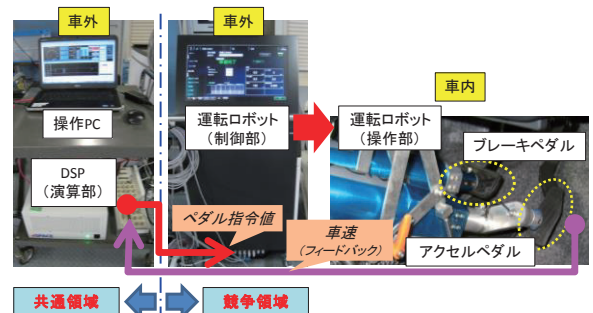 車外
車外
車内
操作PC
運転ロボット
（制御部）
運転ロボット
（操作部）
ブレーキペダル
DSP
（演算部）
ペダル指令値
車速
（フィードバック）
アクセルペダル
共通領域
競争領域